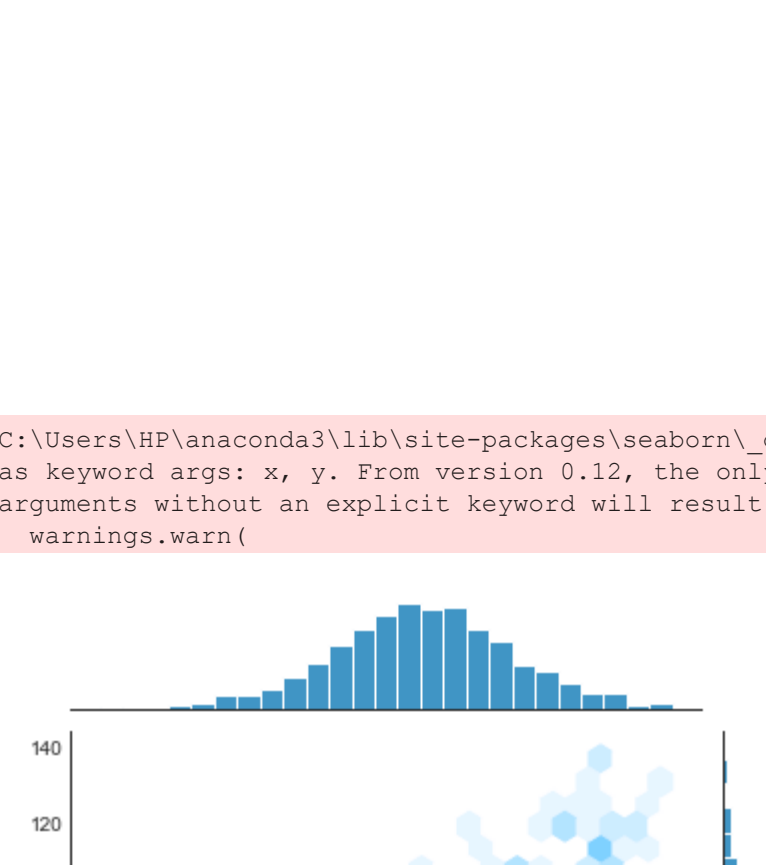 C:\Users\HP\anaconda3\lib\site-packages\seaborn\_
as keyword args: x, y. From version 0.12, the only
arguments without an explicit keyword will result
warnings.warn(
140
120